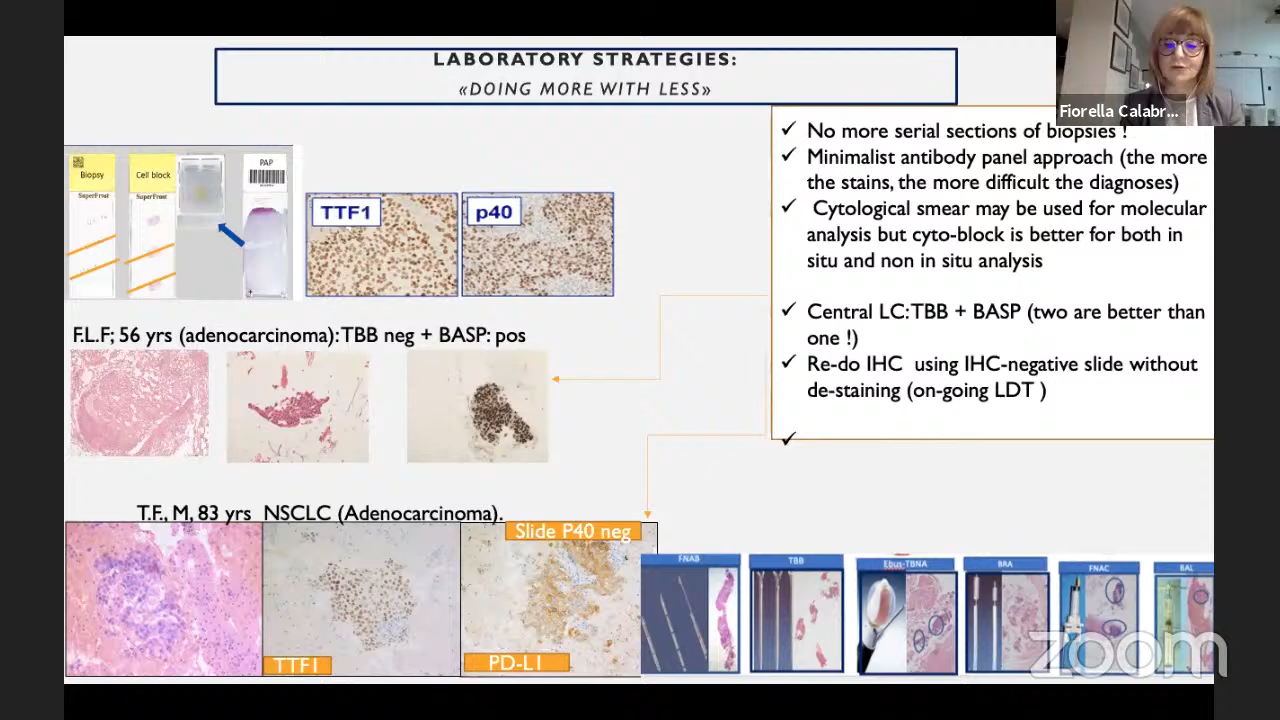 LABORATORY STRATEGIES:
«DOING MORE WITH LESS»
Fiorella Calabr...
No more serial sections of biopsies !
Minimalist antibody panel approach (the more
the stains, the more difficult the diagnoses)
Cytological smear may be used for molecular
analysis but cyto-block is better for both in
situ and non in situ analysis
Central LC: TBB + BASP (two are better than
one !)
Re-do IHC using IHC-negative slide without
de-staining (on-going LDT )
Biopsy
SuperFrost
Cell block
SuperFrost
PAP
TTF1
p40
F.L.F; 56 yrs (adenocarcinoma): TBB neg + BASP: pos
T.F., M, 83 yrs NSCLC (Adenocarcinoma).
Slide P40 neg
TTF1
PD-L1
FNAB
TBB
Ebus-TBNA
BRA
FNAC
BAL
zoom